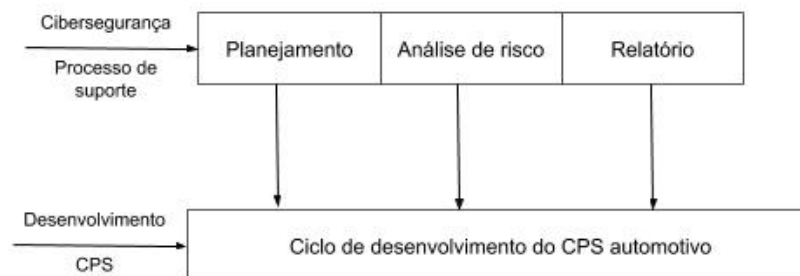 Cibersegurança
Processo de
suporte
Planejamento
Análise de risco
Relatório
Desenvolvimento
CPS
Ciclo de desenvolvimento do CPS automotivo